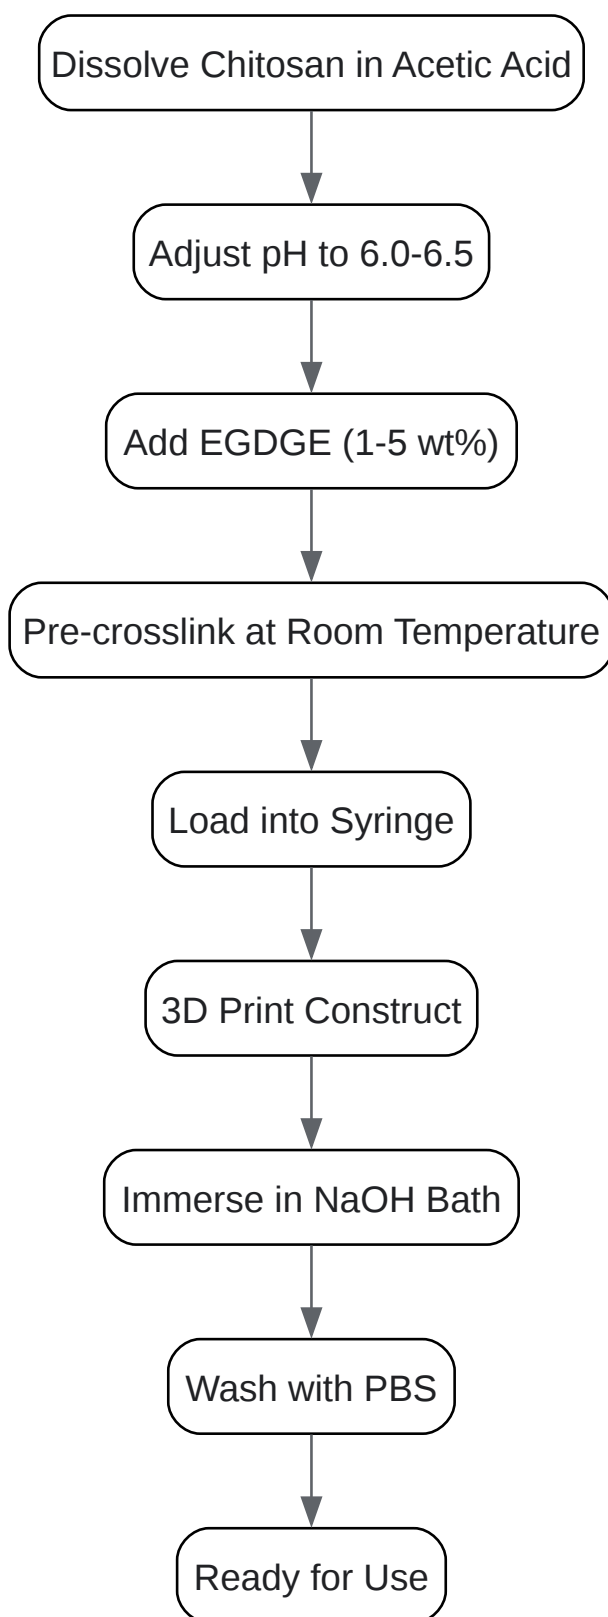 Dissolve Chitosan in Acetic Acid
Adjust pH to 6.0-6.5
Add EGDGE (1-5 wt%)
Pre-crosslink at Room Temperature
Load into Syringe
3D Print Construct
Immerse in NaOH Bath
Wash with PBS
Ready for Use